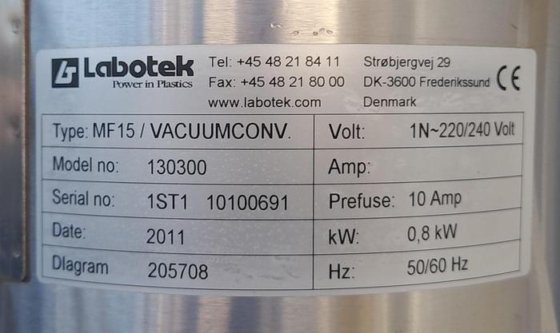 Labotek
Power in Plastics
Tel: +45 48 21 84 11
Fax: +45 48 21 80 00
www.labotek.com
Strøbjergvej 29
DK-3600 Frederikssund
Denmark
CE
Type: MF15 / VACUUMCONV. Volt: 1N~220/240 Volt
Model no: 130300 Amp:
Serial no: 1ST1 10100691 Prefuse: 10 Amp
Date: 2011 kW: 0,8 kW
DIagram 205708 Hz: 50/60 Hz